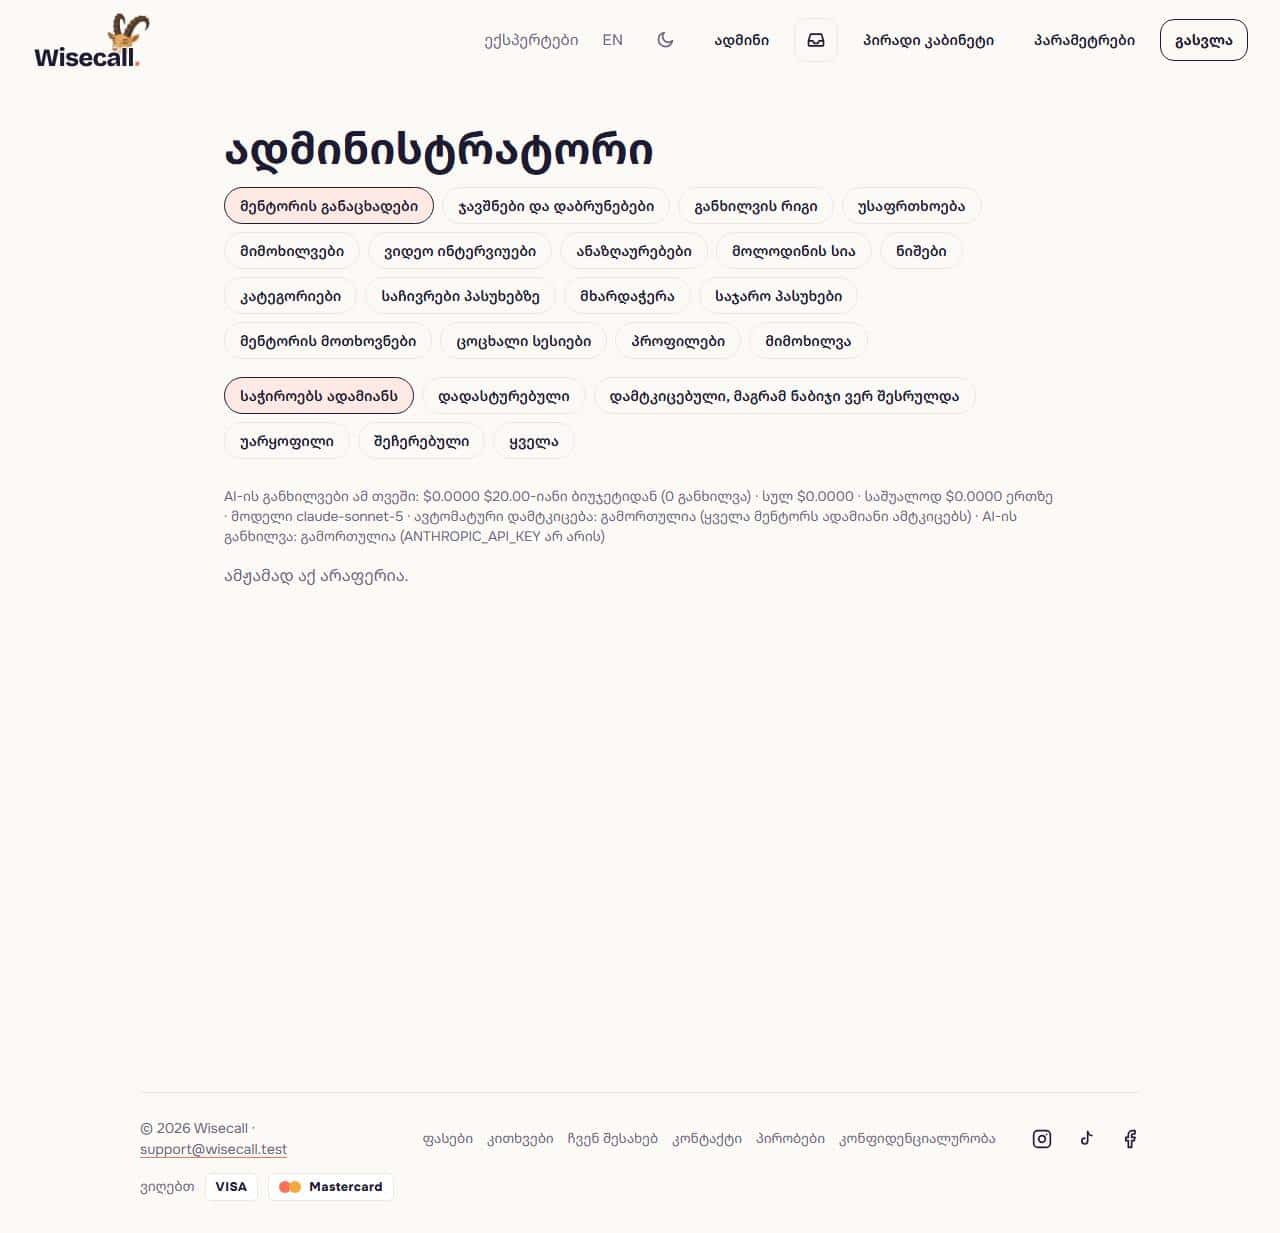 Wisecall.
ექსპერტები EN ადმინი პირადი კაბინეტი პარამეტრები გასვლა
ადმინისტრატორი
მენტორის განაცხადები ჯავშნები და დაბრუნებები განხილვის რიგი უსაფრთხოება
მიმოხილვები ვიდეო ინტერვიუები ანაზღაურებები მოლოდინის სია ნიშები
კატეგორიები საჩივრები პასუხებზე მხარდაჭერა საჯარო პასუხები
მენტორის მოთხოვნები ცოცხალი სესიები პროფილები მიმოხილვა
საჭიროებს ადამიანს დადასტურებული დამტკიცებული, მაგრამ ნაბიჯი ვერ შესრულდა
უარყოფილი შეჩერებული ყველა
AI-ის განხილვები ამ თვეში: $0.0000 $20.00-იანი ბიუჯეტიდან (0 განხილვა) · სულ $0.0000 · საშუალოდ $0.0000 ერთზე
· მოდელი claude-sonnet-5 · ავტომატური დამტკიცება: გამორთულია (ყველა მენტორს ადამიანი ამტკიცებს) · AI-ის
განხილვა: გამორთულია (ANTHROPIC_API_KEY არ არის)
ამჟამად აქ არაფერია.
© 2026 Wisecall ·
support@wisecall.test
ფასები კითხვები ჩვენ შესახებ კონტაქტი პირობები კონფიდენციალურობა
ვიღებთ VISA Mastercard